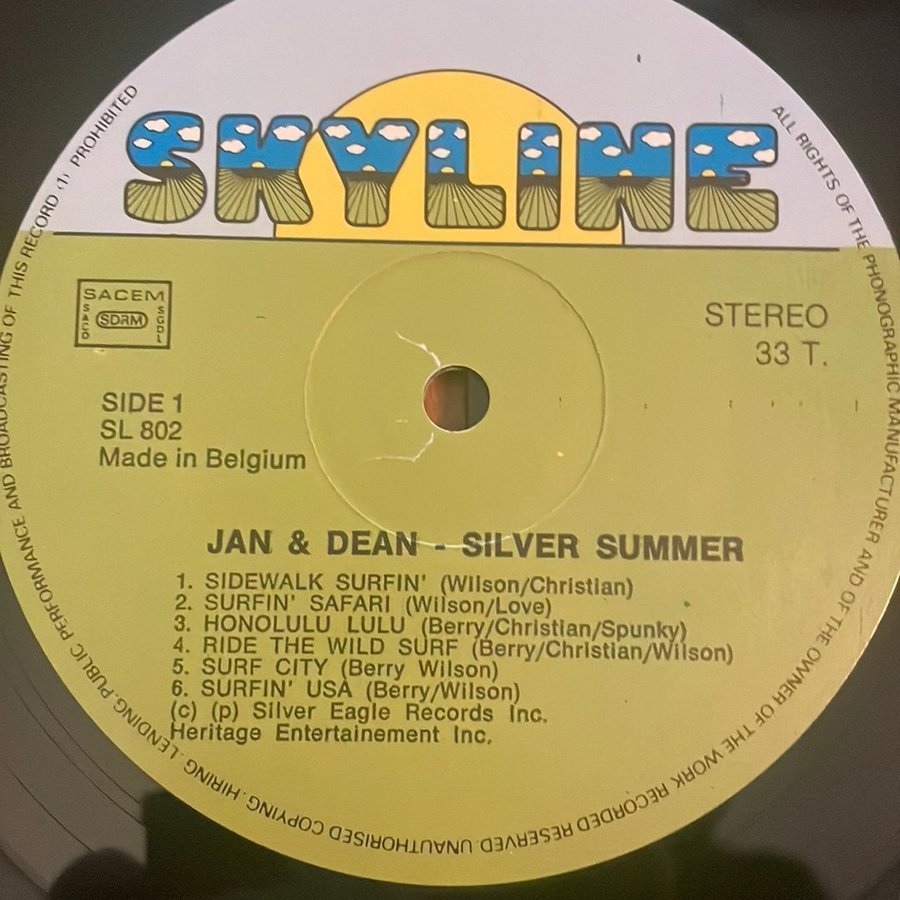 SKYLINE
SACEM
SACD
SDRM
SGDL
STEREO
33 T.
SIDE 1
SL 802
Made in Belgium
JAN & DEAN - SILVER SUMMER
1. SIDEWALK SURFIN' (Wilson/Christian)
2. SURFIN' SAFARI (Wilson/Love)
3. HONOLULU LULU (Berry/Christian/Spunky)
4. RIDE THE WILD SURF (Berry/Christian/Wilson)
5. SURF CITY (Berry Wilson)
6. SURFIN' USA (Berry/Wilson)
(c) (p) Silver Eagle Records Inc.
Heritage Entertainement Inc.
ALL RIGHTS OF THE PHONOGRAPHIC MANUFACTURER AND OF THE OWNER OF THE WORK RECORDED RESERVED. UNAUTHORISED COPYING. HIRING. LENDING. PUBLIC PERFORMANCE AND BROADCASTING OF THIS RECORD (1) PROHIBITED